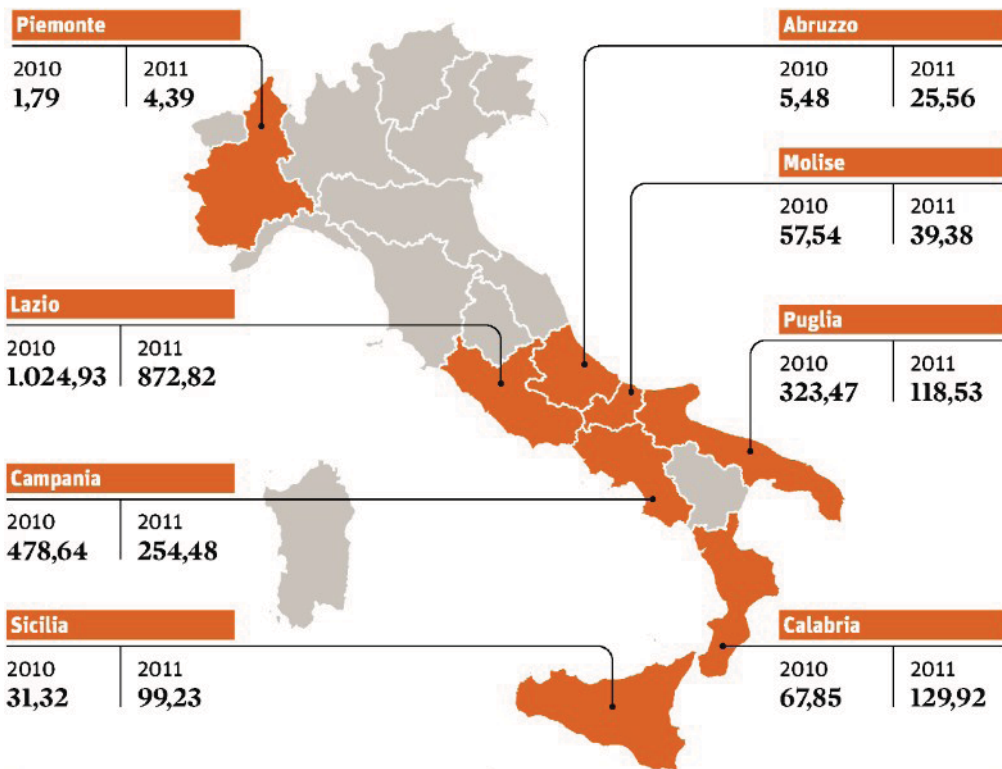 Piemonte
2010 2011
1,79 4,39
Abruzzo
2010 2011
5,48 25,56
Molise
2010 2011
57,54 39,38
Lazio
2010 2011
1.024,93 872,82
Puglia
2010 2011
323,47 118,53
Campania
2010 2011
478,64 254,48
Sicilia
2010 2011
31,32 99,23
Calabria
2010 2011
67,85 129,92